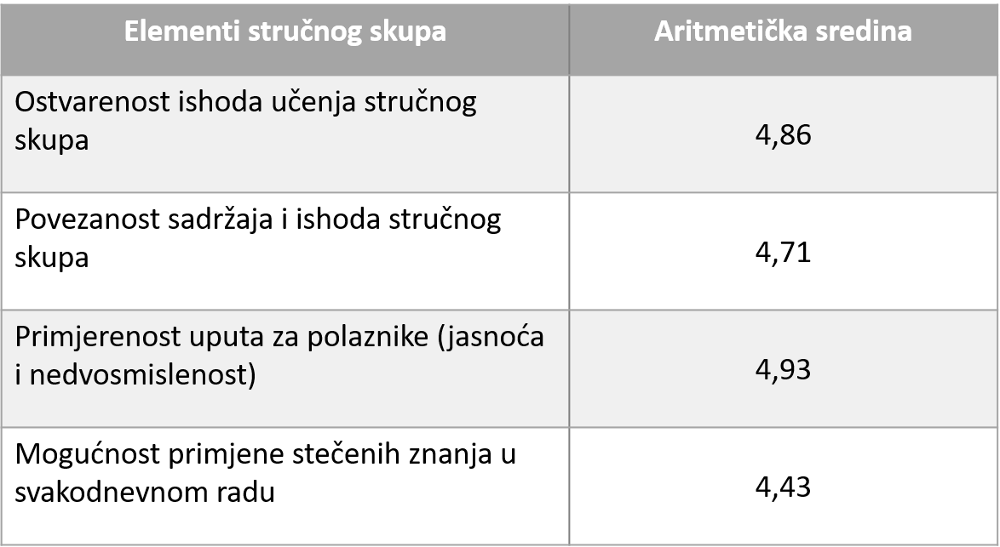 Elementi stručnog skupa
Aritmetička sredina
Ostvarenost ishoda učenja stručnog
skupa
4,86
Povezanost sadržaja i ishoda stručnog
skupa
4,71
Primjerenost uputa za polaznike (jasnoća
i nedvosmislenost)
4,93
Mogućnost primjene stečenih znanja u
svakodnevnom radu
4,43